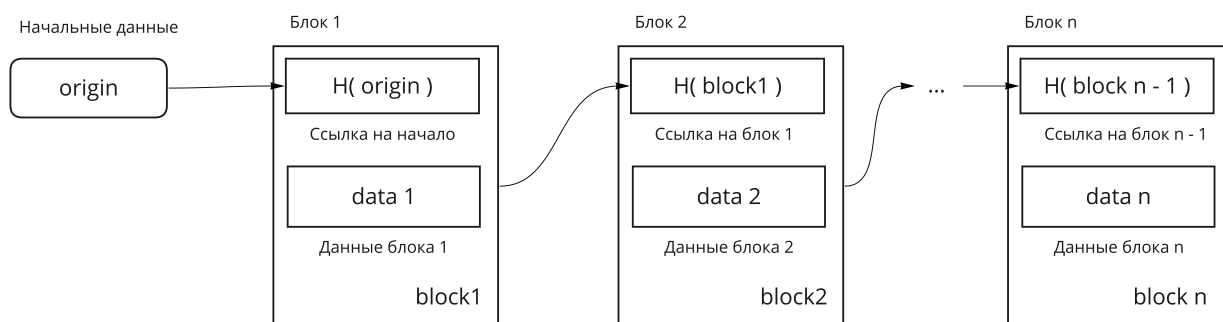 Начальные данные
origin
Блок 1
H( origin )
Ссылка на начало
data 1
Данные блока 1
block1
Блок 2
H( block1 )
Ссылка на блок 1
data 2
Данные блока 2
block2
...
Блок n
H( block n - 1 )
Ссылка на блок n - 1
data n
Данные блока n
block n